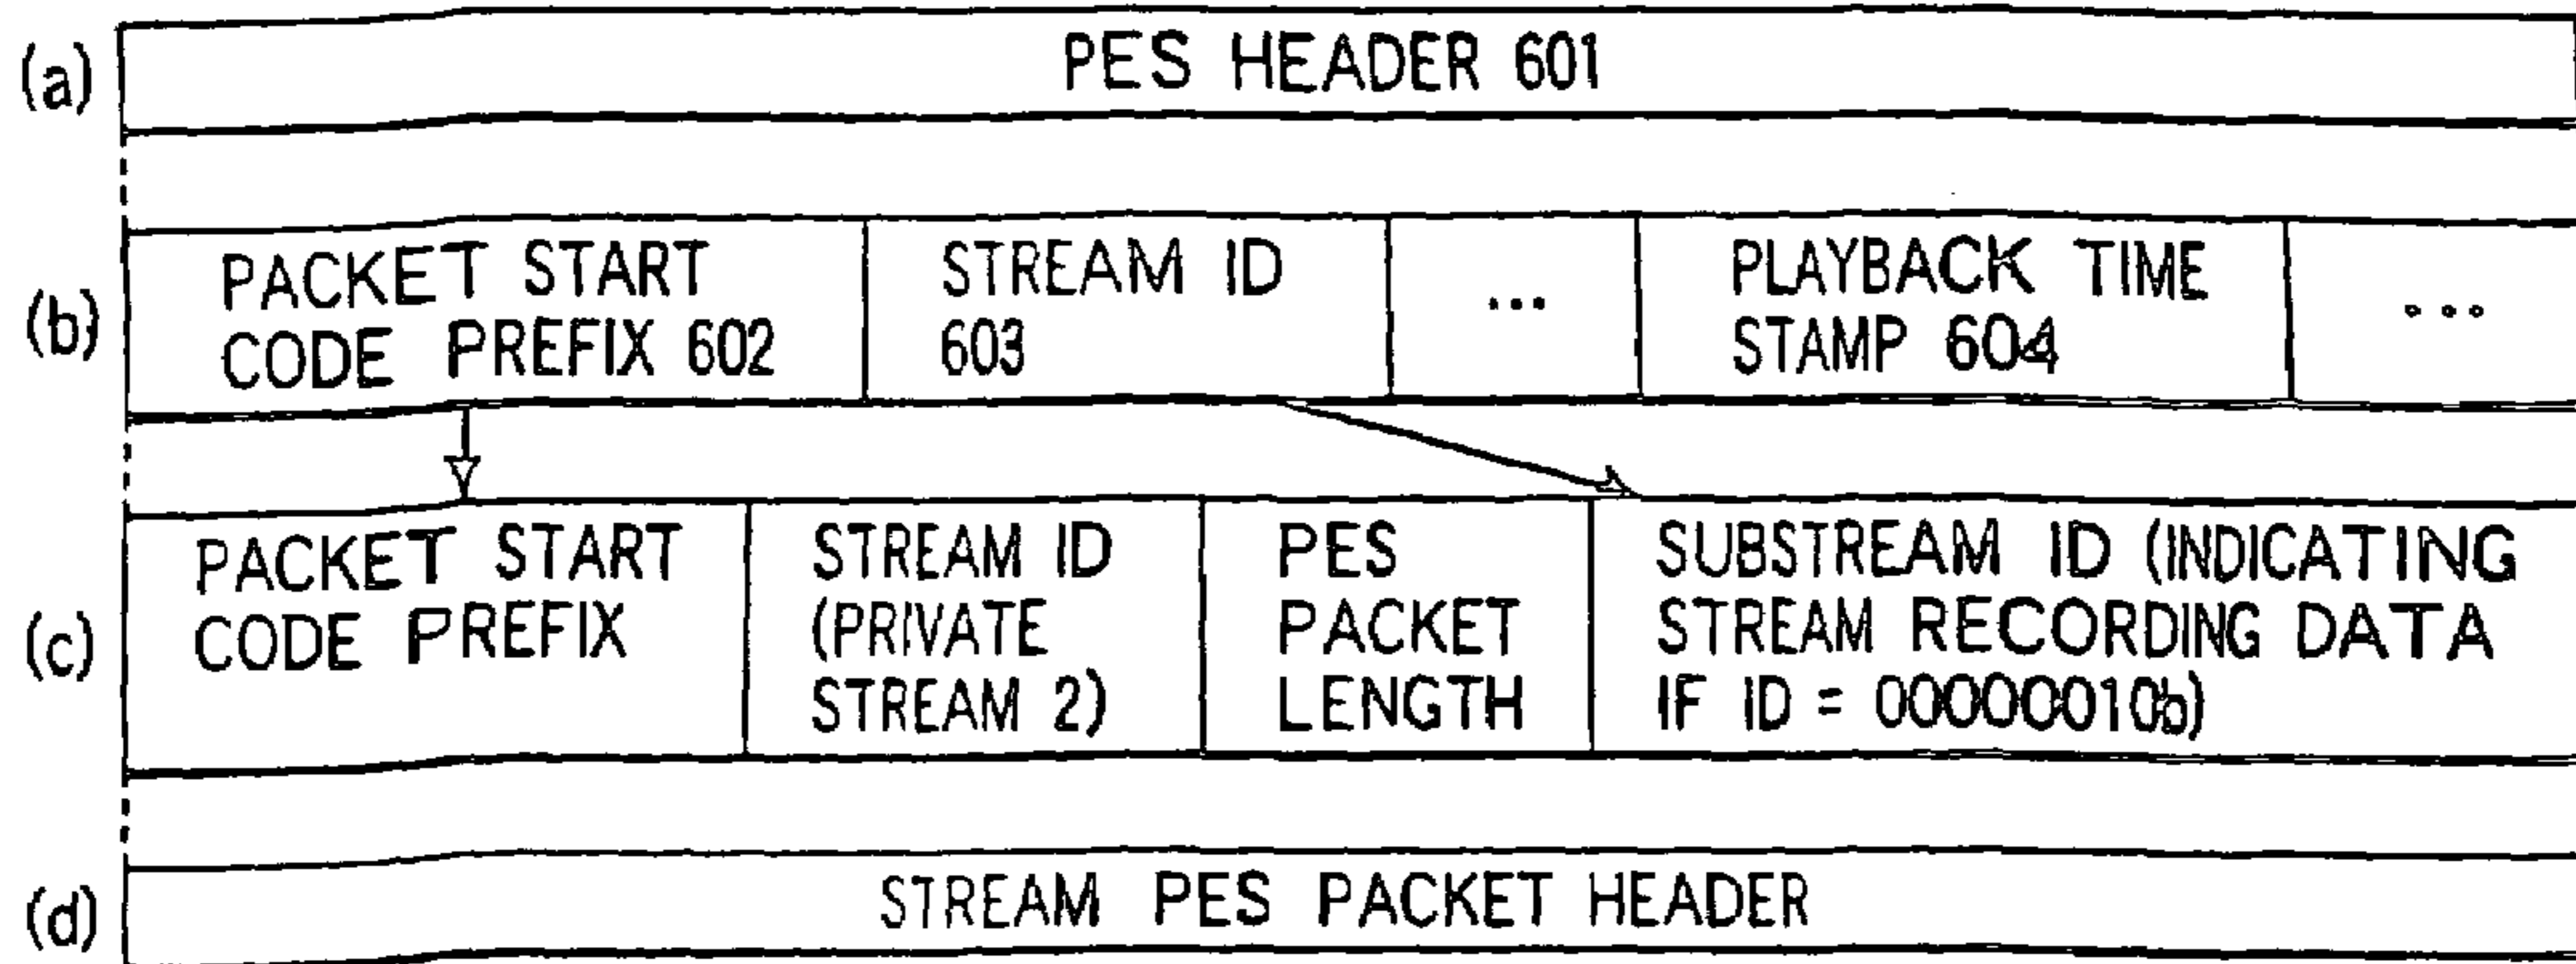 (a) PES HEADER 601
(b) PACKET START CODE PREFIX 602
STREAM ID 603
...
PLAYBACK TIME STAMP 604
...
(c) PACKET START CODE PREFIX
STREAM ID (PRIVATE STREAM 2)
PES PACKET LENGTH
SUBSTREAM ID (INDICATING STREAM RECORDING DATA IF ID = 00000010b)
(d) STREAM PES PACKET HEADER